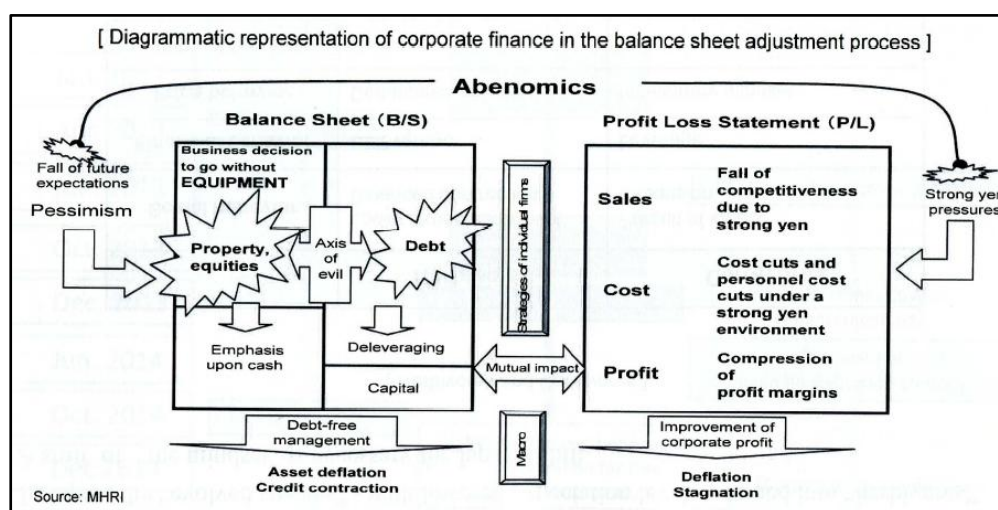 [ Diagrammatic representation of corporate finance in the balance sheet adjustment process ]
Abenomics
Balance Sheet (B/S)
Profit Loss Statement (P/L)
Fall of future
expectations
Pessimism
Business decision
to go without
EQUIPMENT
Property,
equities
Axis
of
evil
Debt
Emphasis
upon cash
Deleveraging
Capital
Debt-free
management
Asset deflation
Credit contraction
Strategies of individual firms
Mutual impact
Macro
Sales
Fall of
competitiveness
due to
strong yen
Cost
Cost cuts and
personnel cost
cuts under a
strong yen
environment
Profit
Compression
of
profit margins
Strong yen
pressures
Improvement of
corporate profit
Deflation
Stagnation
Source: MHRI